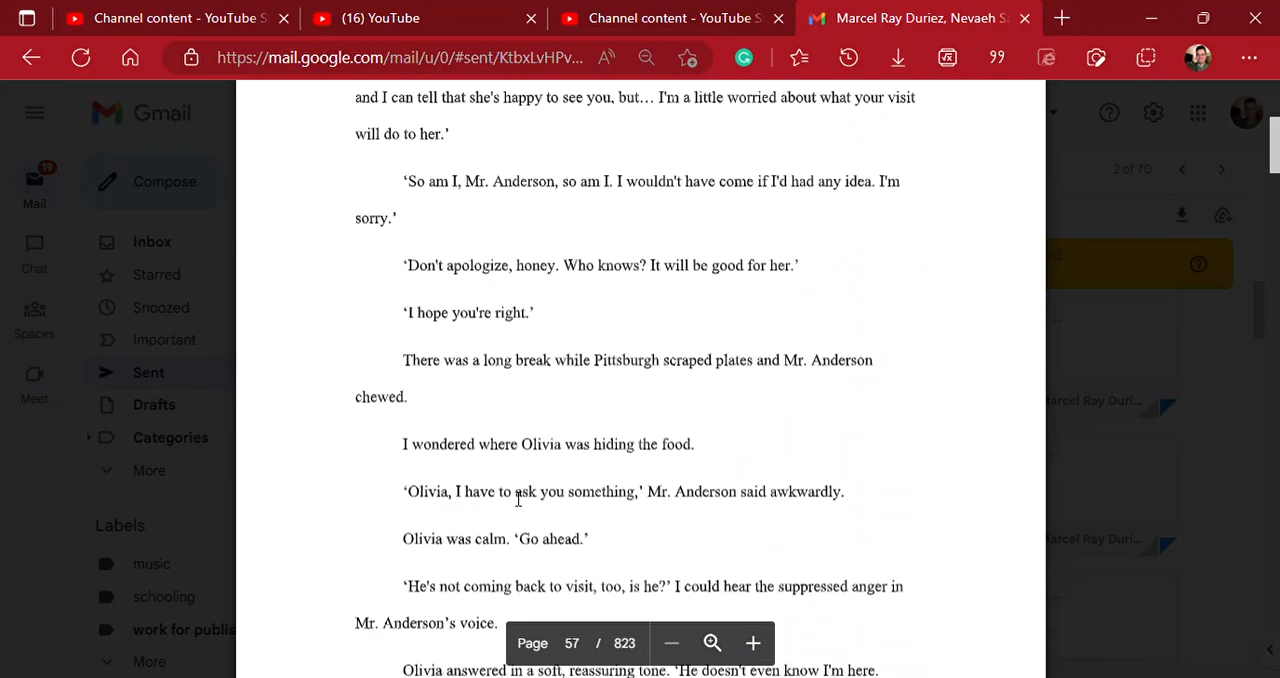 Channel content - YouTube S
(16) YouTube
Channel content - YouTube S
Marcel Ray Duriez, Nevaeh S
https://mail.google.com/mail/u/0/#sent/KtbxLvHPv...
Gmail
Compose
19
Mail
Chat
Spaces
Meet
Inbox
Starred
Snoozed
Important
Sent
Drafts
Categories
More
Labels
music
schooling
work for publis
More
2 of 70
arcel Ray Duri...
arcel Ray Duri...
and I can tell that she's happy to see you, but… I'm a little worried about what your visit
will do to her.’
‘So am I, Mr. Anderson, so am I. I wouldn't have come if I'd had any idea. I'm
sorry.’
‘Don't apologize, honey. Who knows? It will be good for her.’
‘I hope you're right.’
There was a long break while Pittsburgh scraped plates and Mr. Anderson
chewed.
I wondered where Olivia was hiding the food.
‘Olivia, I have to ask you something,’ Mr. Anderson said awkwardly.
Olivia was calm. ‘Go ahead.’
‘He's not coming back to visit, too, is he?’ I could hear the suppressed anger in
Mr. Anderson’s voice.
Olivia answered in a soft, reassuring tone. ‘He doesn't even know I'm here.
Page 57 / 823